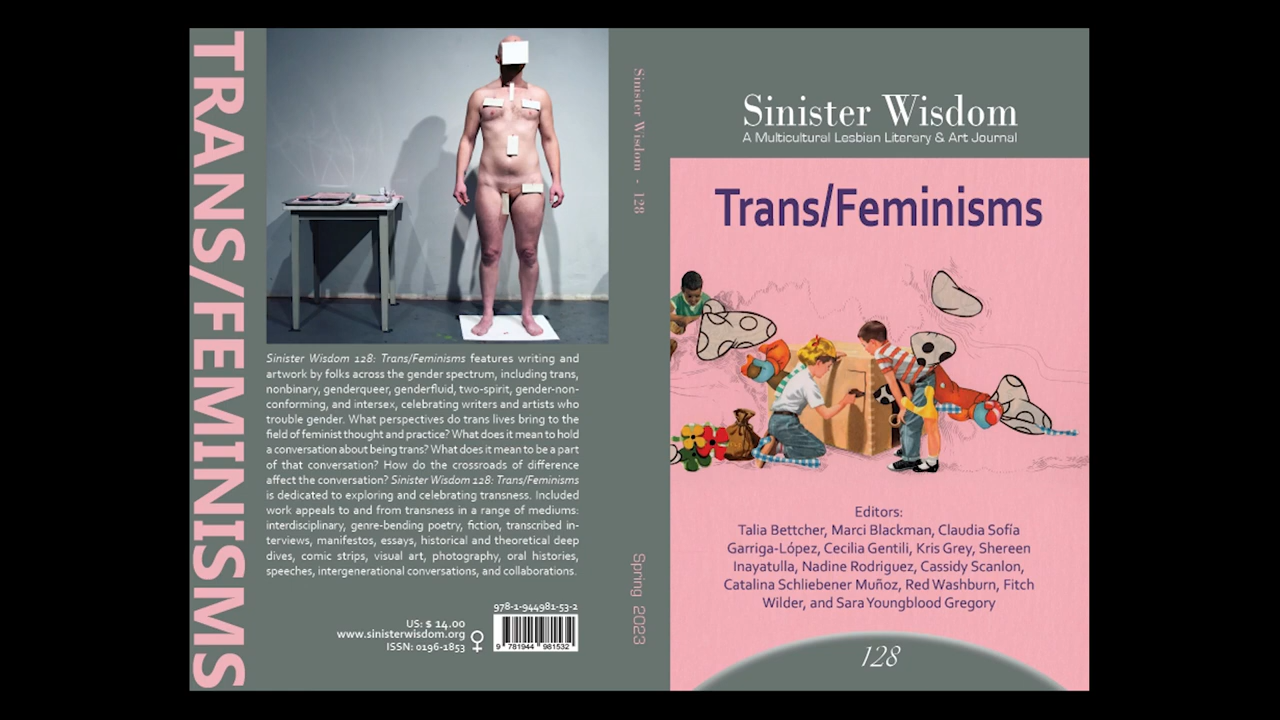 TRANS/FEMINISMS
Sinister Wisdom 128: Trans/Feminisms features writing and
artwork by folks across the gender spectrum, including trans,
nonbinary, genderqueer, genderfluid, two-spirit, gender-non-
conforming, and intersex, celebrating writers and artists who
trouble gender. What perspectives do trans lives bring to the
field of feminist thought and practice? What does it mean to hold
a conversation about being trans? What does it mean to be a part
of that conversation? How do the crossroads of difference
affect the conversation? Sinister Wisdom 128: Trans/Feminisms
is dedicated to exploring and celebrating transness. Included
work appeals to and from transness in a range of mediums:
interdisciplinary, genre-bending poetry, fiction, transcribed in-
terviews, manifestos, essays, historical and theoretical deep
dives, comic strips, visual art, photography, oral histories,
speeches, intergenerational conversations, and collaborations.
978-1-944981-53-2
US: $ 14.00
www.sinisterwisdom.org
ISSN: 0196-1853
9 781944 981532
Sinister Wisdom - 128
Spring 2023
Sinister Wisdom
A Multicultural Lesbian Literary & Art Journal
Trans/Feminisms
Editors:
Talia Bettcher, Marci Blackman, Claudia Sofía
Garriga-López, Cecilia Gentili, Kris Grey, Shereen
Inayatulla, Nadine Rodriguez, Cassidy Scanlon,
Catalina Schliebener Muñoz, Red Washburn, Fitch
Wilder, and Sara Youngblood Gregory
128